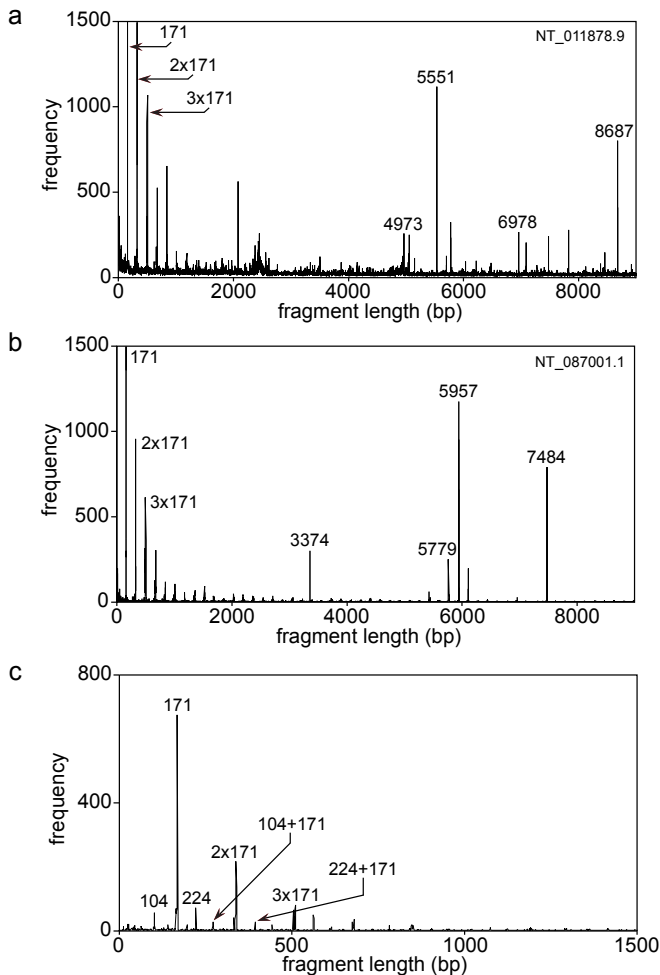 a
1500
NT_011878.9
171
2x171
5551
3x171
1000
8687
frequency
500
4973
6978
0
0 2000 4000 6000 8000
fragment length (bp)
b
1500
171
NT_087001.1
5957
1000
2x171
7484
frequency
3x171
500
3374
5779
0
0 2000 4000 6000 8000
fragment length (bp)
c
800
171
frequency
400
104+171
2x171
224+171
104
224
3x171
0
0 500 1000 1500
fragment length (bp)